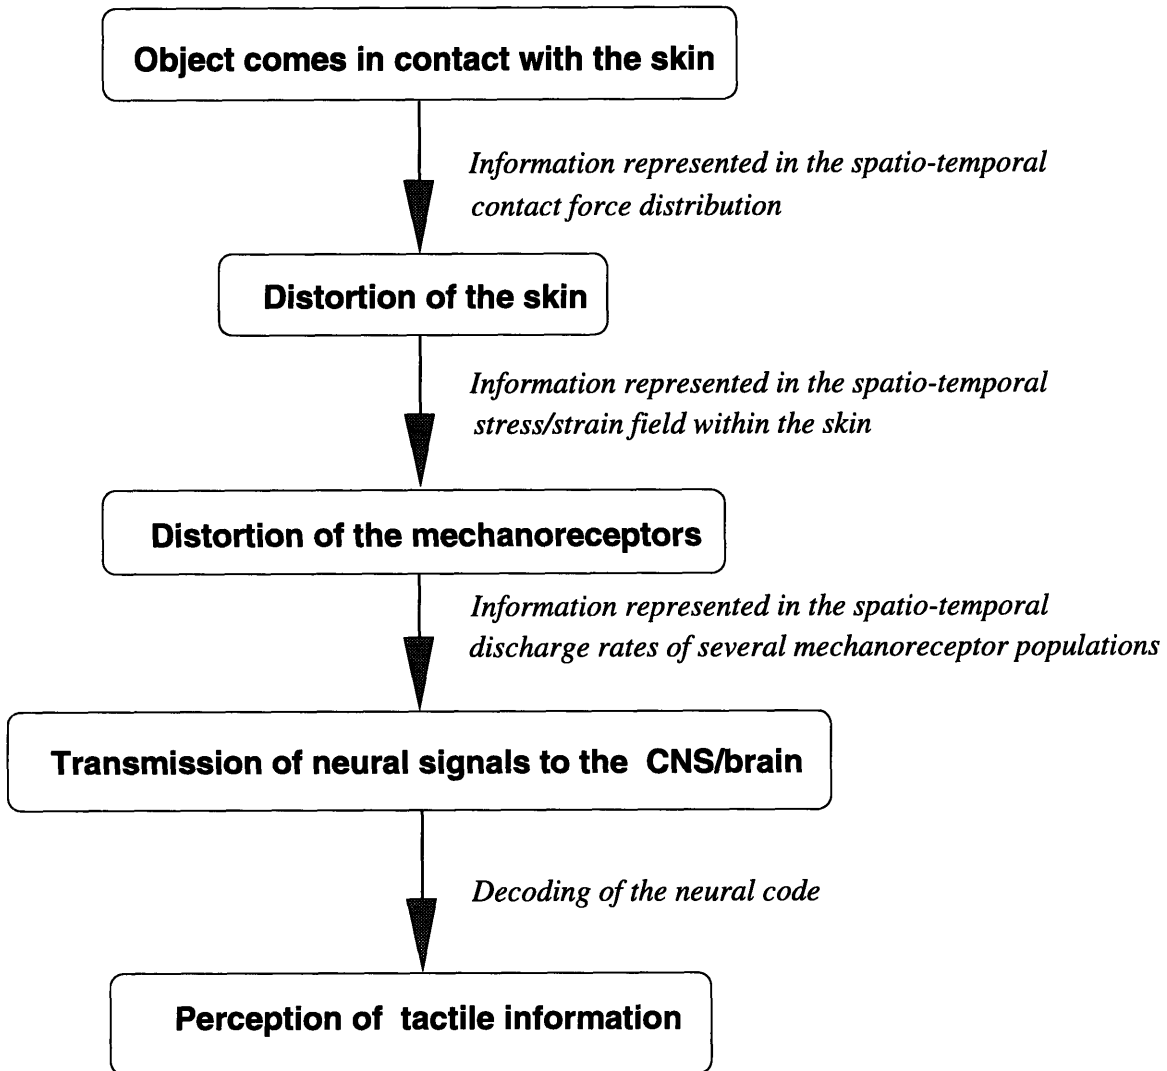 Object comes in contact with the skin
Information represented in the spatio-temporal
contact force distribution
Distortion of the skin
Information represented in the spatio-temporal
stress/strain field within the skin
Distortion of the mechanoreceptors
Information represented in the spatio-temporal
discharge rates of several mechanoreceptor populations
Transmission of neural signals to the CNS/brain
Decoding of the neural code
Perception of tactile information